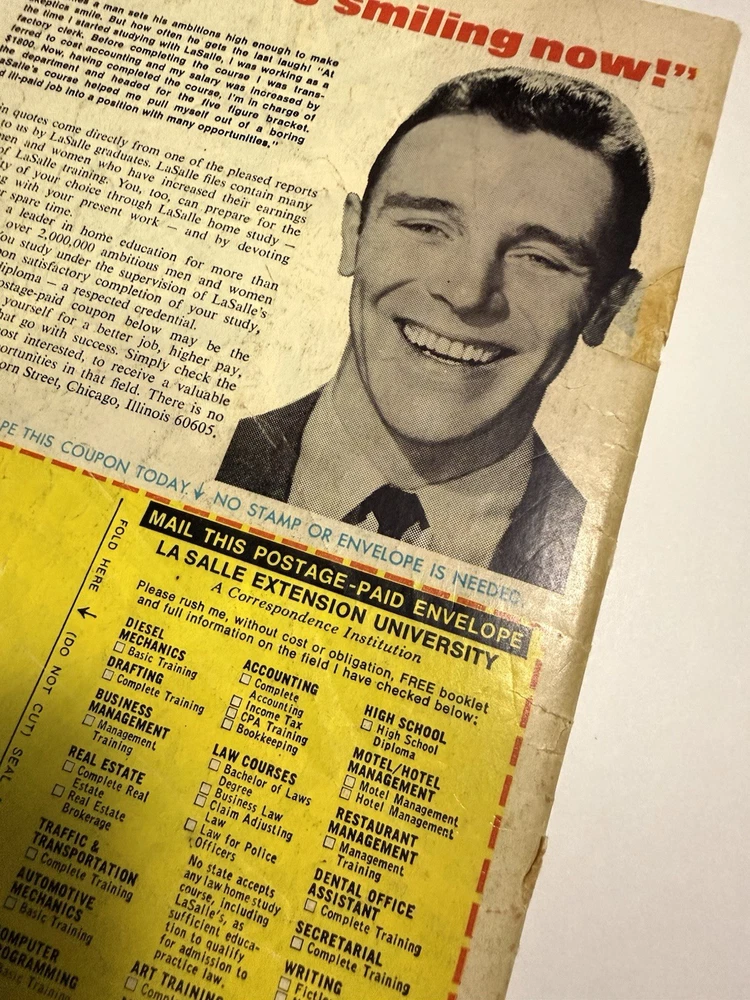 smiling now!”
a man sets his ambitions high enough to make
skeptics smile. But how often he gets the last laugh! “At
the time I started studying with LaSalle, I was working as a
factory clerk. Before completing the course I was trans-
ferred to cost accounting and my salary was increased by
$1800. Now, having completed the course, I'm in charge of
the department and headed for the five figure bracket.
LaSalle's course helped me pull myself out of a boring
ill-paid job into a position with many opportunities.”
in quotes come directly from one of the pleased reports
to us by LaSalle graduates. LaSalle files contain many
men and women who have increased their earnings
of LaSalle training. You, too, can prepare for the
of your choice through LaSalle home study —
with your present work — and by devoting
spare time.
a leader in home education for more than
over 2,000,000 ambitious men and women
You study under the supervision of LaSalle's
upon satisfactory completion of your study,
diploma — a respected credential.
postage-paid coupon below may be the
yourself for a better job, higher pay,
that go with success. Simply check the
most interested, to receive a valuable
opportunities in that field. There is no
Street, Chicago, Illinois 60605.
THIS COUPON TODAY ↓ NO STAMP OR ENVELOPE IS NEEDED.
FOLD HERE ↓ (DO NOT CUT) SEAL,
MAIL THIS POSTAGE-PAID ENVELOPE
LA SALLE EXTENSION UNIVERSITY
A Correspondence Institution
Please rush me, without cost or obligation, FREE booklet
and full information on the field I have checked below:
DIESEL
MECHANICS
Basic Training
DRAFTING
Complete Training
BUSINESS
MANAGEMENT
Management
Training
REAL ESTATE
Complete Real
Estate
Real Estate
Brokerage
TRAFFIC &
TRANSPORTATION
Complete Training
AUTOMOTIVE
MECHANICS
Basic Training
COMPUTER
PROGRAMMING
Basic Training
ACCOUNTING
Complete
Accounting
Income Tax
CPA Training
Bookkeeping
LAW COURSES
Bachelor of Laws
Degree
Business Law
Claim Adjusting
Law
Law for Police
Officers
No state accepts
any law home study
course, including
LaSalle's, as
sufficient educa-
tion to qualify
for admission to
practice law.
ART TRAINING
HIGH SCHOOL
High School
Diploma
MOTEL/HOTEL
MANAGEMENT
Motel Management
Hotel Management
RESTAURANT
MANAGEMENT
Management
Training
DENTAL OFFICE
ASSISTANT
Complete Training
SECRETARIAL
Complete Training
WRITING